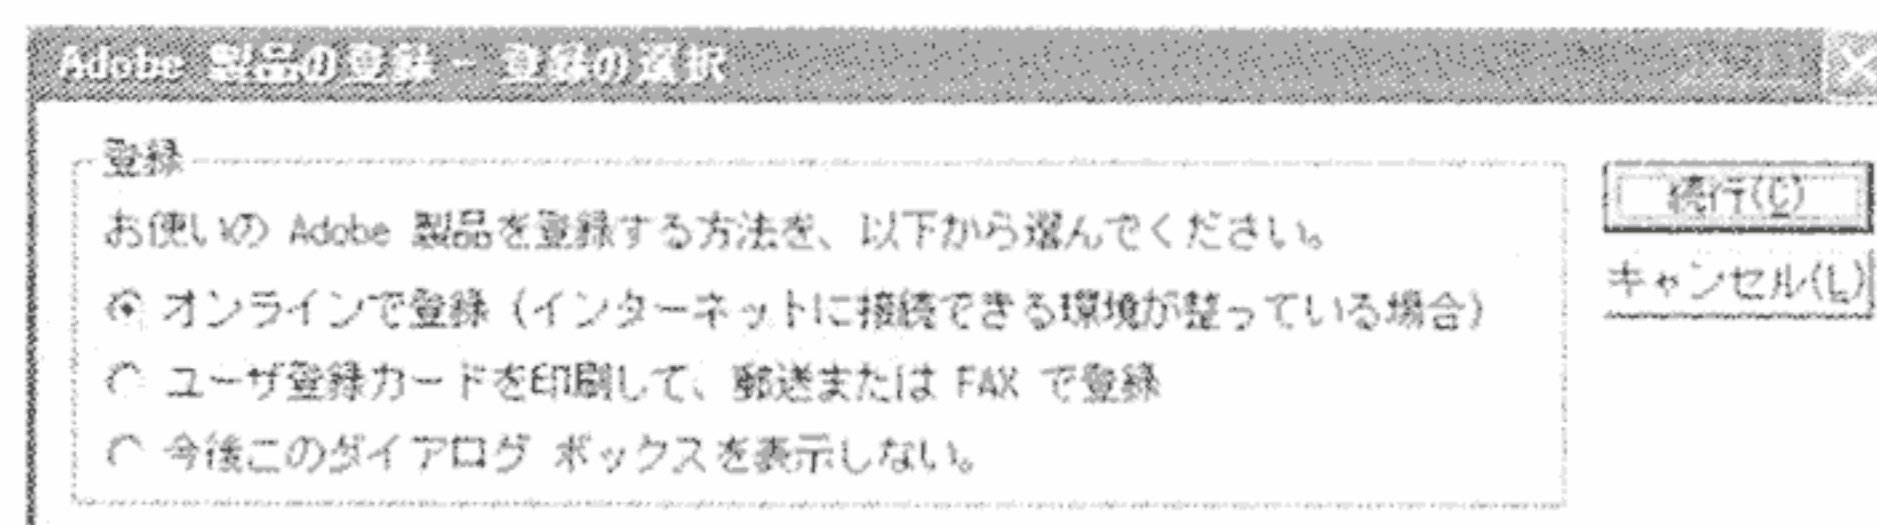 Adobe 製品の登録 - 登録の選択
登録
お使いの Adobe 製品を登録する方法を、以下から選んでください。
オンラインで登録（インターネットに接続できる環境が整っている場合）
ユーザ登録カードを印刷して、郵送または FAX で登録
今後このダイアログ ボックスを表示しない。
続行(C)
キャンセル(L)